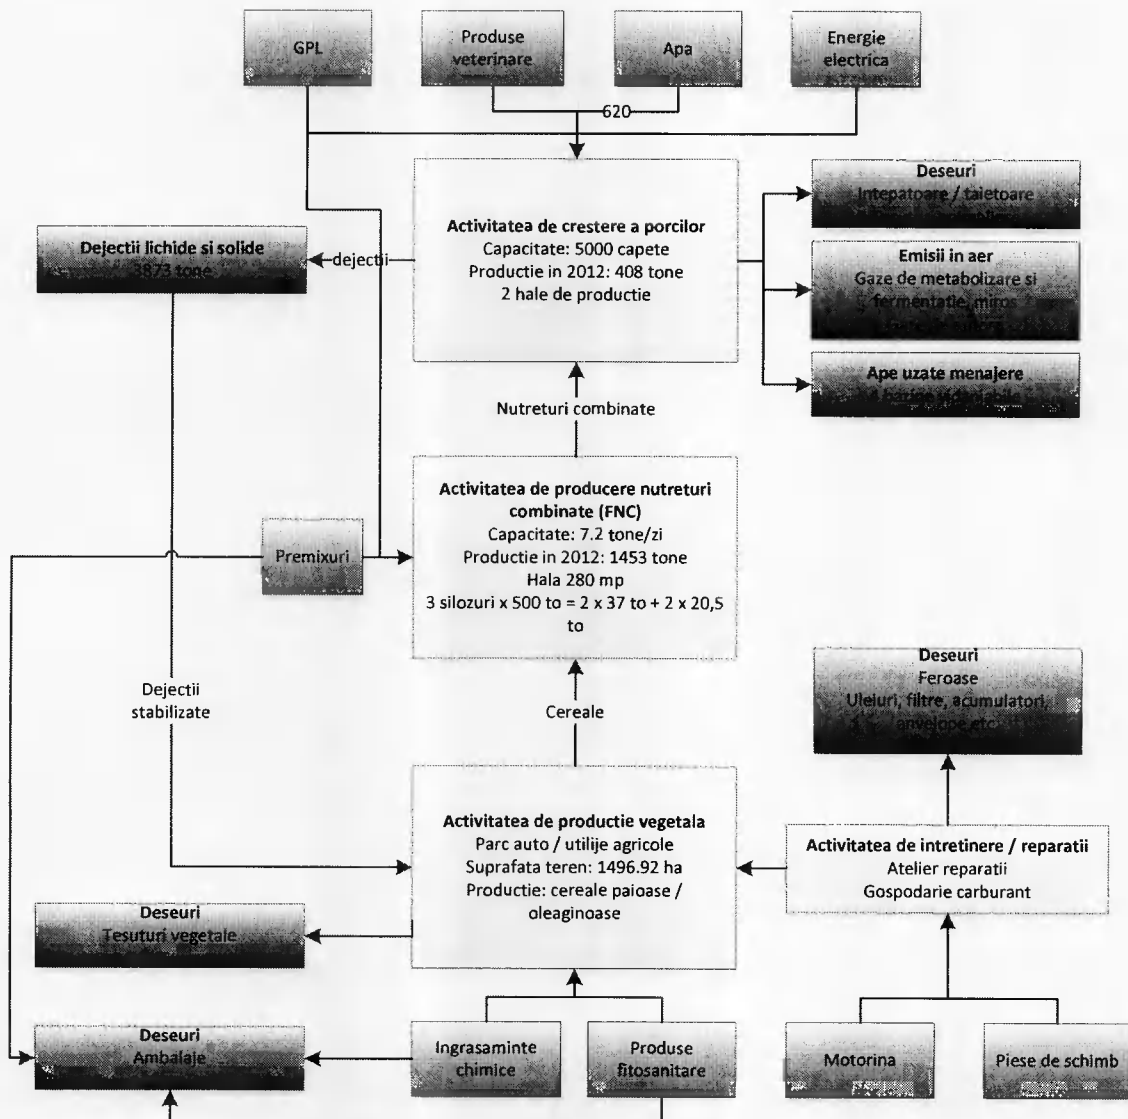 GPL
Produse
veterinare
Apa
Energie
electrica
620
Activitatea de crestere a porcilor
Capacitate: 5000 capete
Productie in 2012: 408 tone
2 hale de productie
Dejectii lichide si solide
3873 tone
dejectii
Deseuri
Intepatoare / taietoare
Emisii in aer
Gaze de metabolizare si
fermentatie, miros
Ape uzate menajere
Nutreturi combinate
Activitatea de producere nutreturi
combinate (FNC)
Capacitate: 7.2 tone/zi
Productie in 2012: 1453 tone
Hala 280 mp
3 silozuri x 500 to = 2 x 37 to + 2 x 20,5
to
Premixuri
Dejectii
stabilizate
Cereale
Deseuri
Feroase
Uleiuri, filtre, acumulatori,
anvelope etc
Activitatea de productie vegetala
Parc auto / utilije agricole
Suprafata teren: 1496.92 ha
Productie: cereale paioase /
oleaginoase
Activitatea de intretinere / reparatii
Atelier reparatii
Gospodarie carburant
Deseuri
Tesuturi vegetale
Deseuri
Ambalaje
Ingrasaminte
chimice
Produse
fitosanitare
Motorina
Piese de schimb